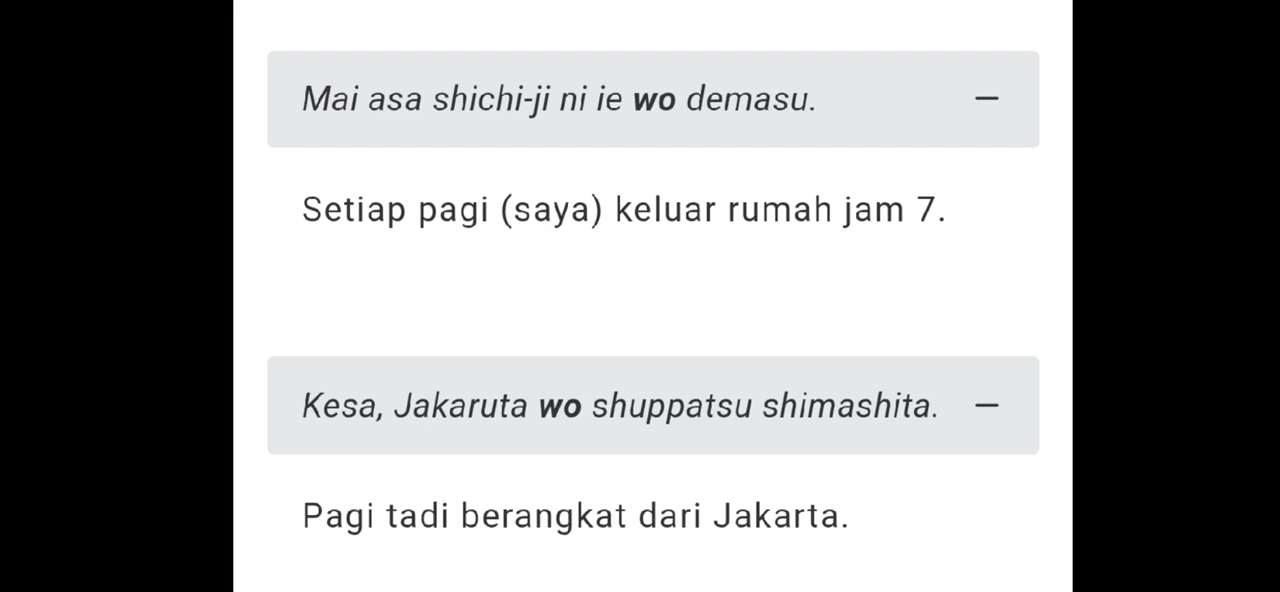 Mai asa shichi-ji ni ie wo demasu.
Setiap pagi (saya) keluar rumah jam 7.
Kesa, Jakaruta wo shuppatsu shimashita.
Pagi tadi berangkat dari Jakarta.